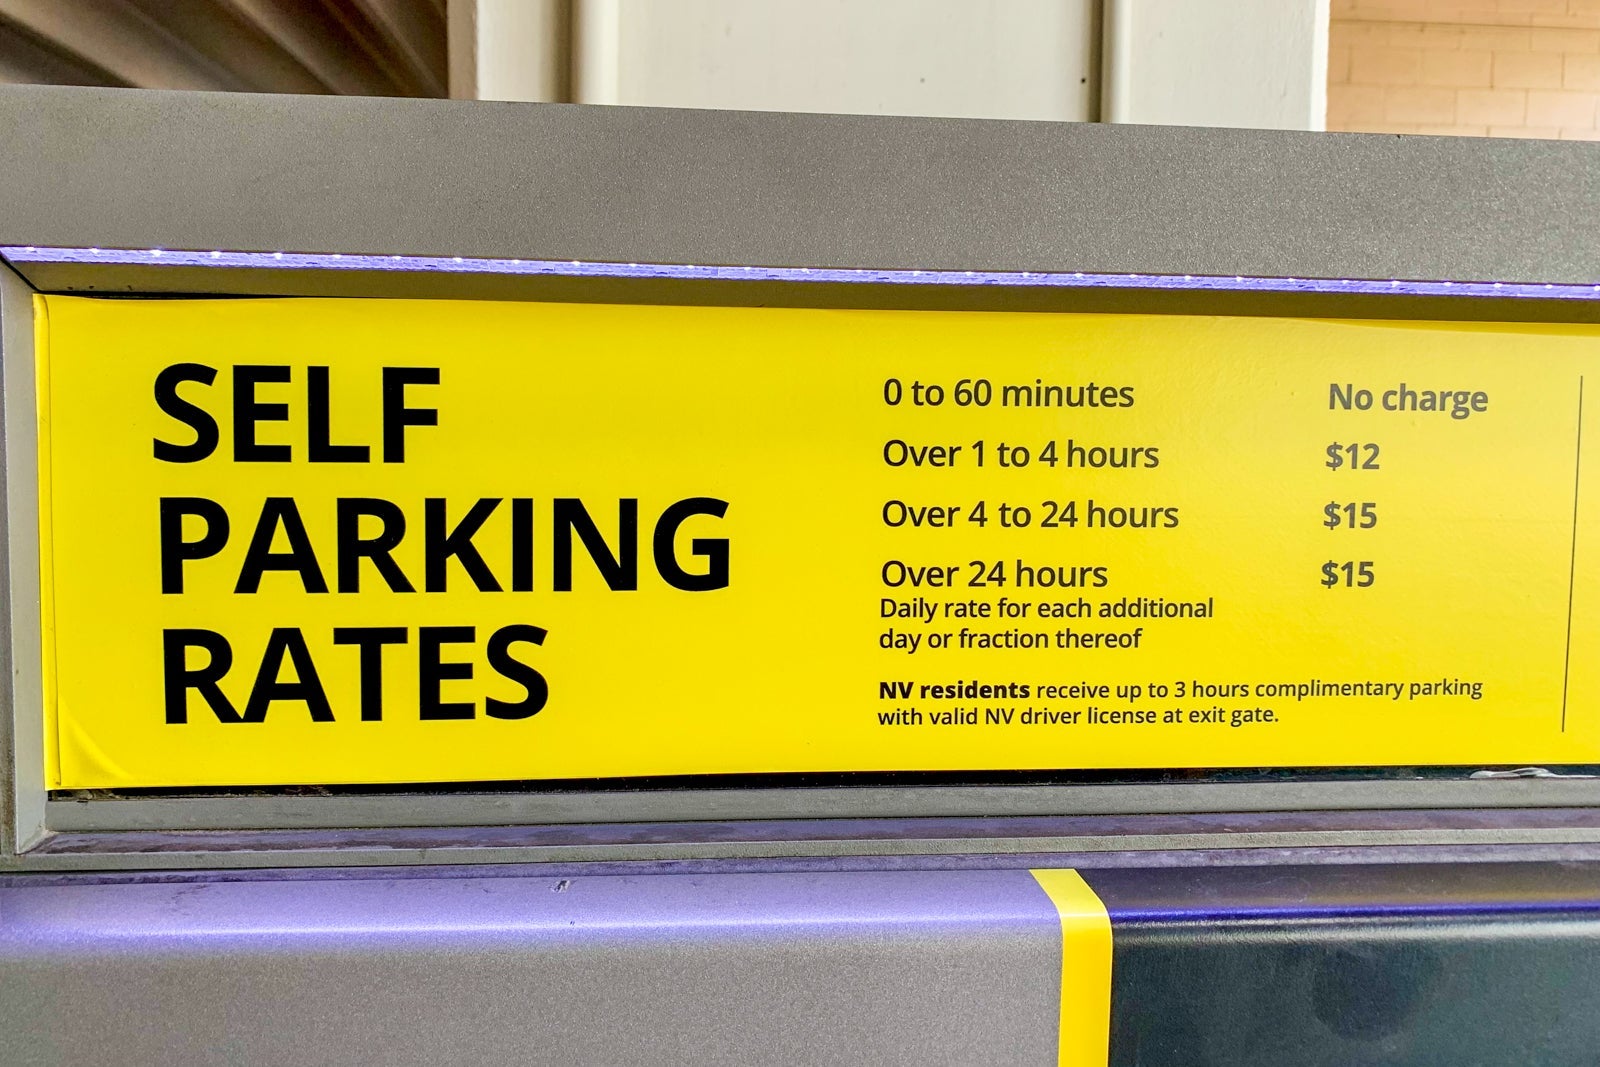 SELF
PARKING
RATES
0 to 60 minutes No charge
Over 1 to 4 hours $12
Over 4 to 24 hours $15
Over 24 hours $15
Daily rate for each additional
day or fraction thereof
NV residents receive up to 3 hours complimentary parking
with valid NV driver license at exit gate.